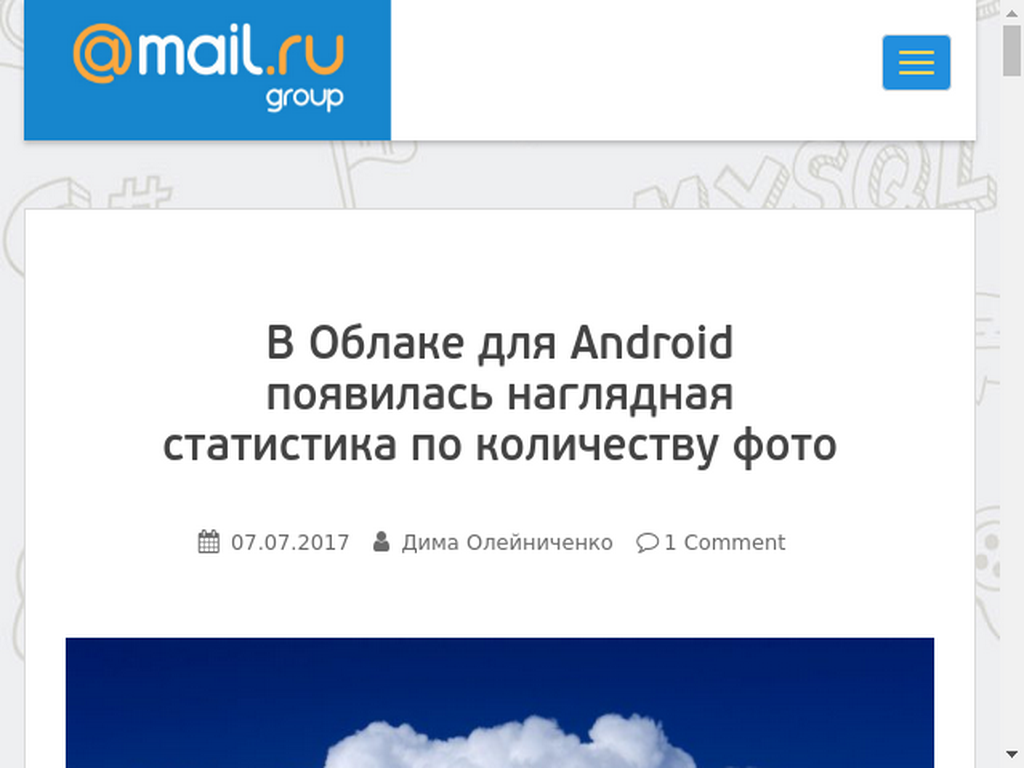 @mail.ru
group
C#
MYSQL
В Облаке для Android
появилась наглядная
статистика по количеству фото
07.07.2017 Дима Олейниченко 1 Comment